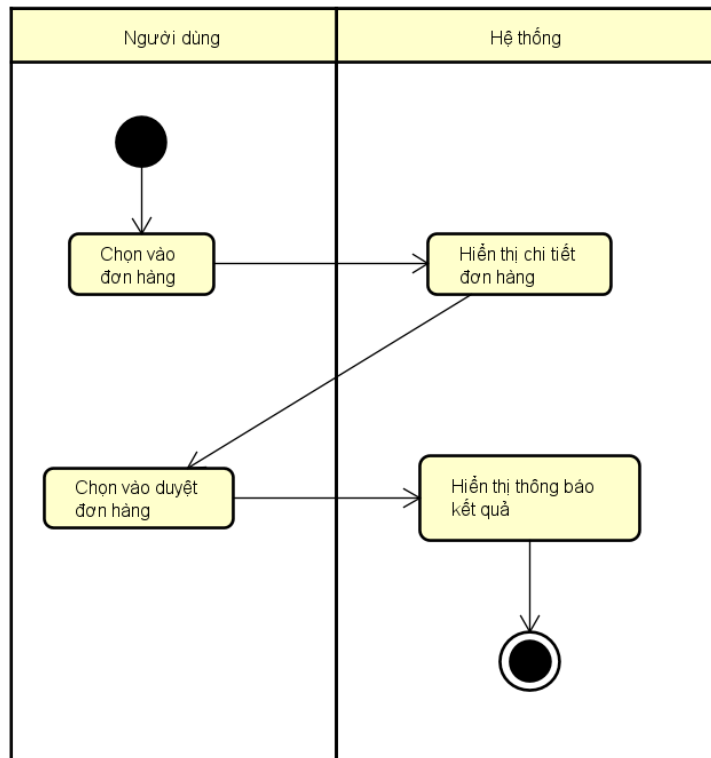 Người dùng
Hệ thống
Chọn vào
đơn hàng
Hiển thị chi tiết
đơn hàng
Chọn vào duyệt
đơn hàng
Hiển thị thông báo
kết quả